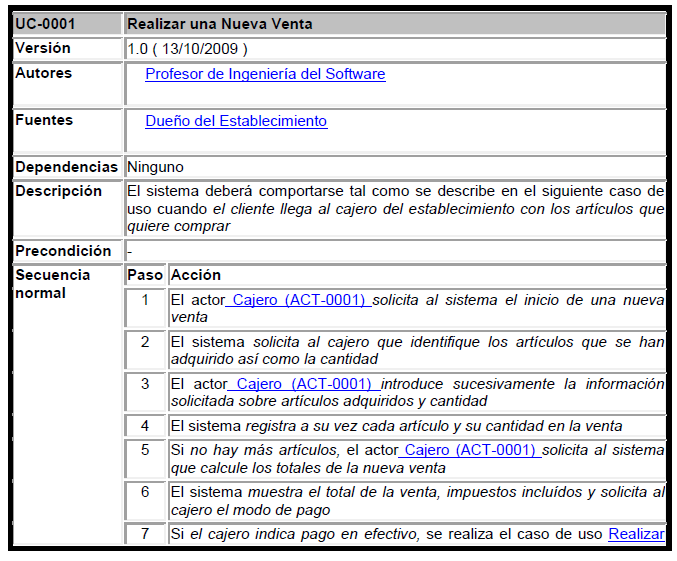 UC-0001 Realizar una Nueva Venta
Versión 1.0 ( 13/10/2009 )
Autores Profesor de Ingeniería del Software
Fuentes Dueño del Establecimiento
Dependencias Ninguno
Descripción El sistema deberá comportarse tal como se describe en el siguiente caso de
uso cuando el cliente llega al cajero del establecimiento con los artículos que
quiere comprar
Precondición -
Secuencia normal Paso Acción
1 El actor Cajero (ACT-0001) solicita al sistema el inicio de una nueva
venta
2 El sistema solicita al cajero que identifique los artículos que se han
adquirido así como la cantidad
3 El actor Cajero (ACT-0001) introduce sucesivamente la información
solicitada sobre artículos adquiridos y cantidad
4 El sistema registra a su vez cada artículo y su cantidad en la venta
5 Si no hay más artículos, el actor Cajero (ACT-0001) solicita al sistema
que calcule los totales de la nueva venta
6 El sistema muestra el total de la venta, impuestos incluídos y solicita al
cajero el modo de pago
7 Si el cajero indica pago en efectivo, se realiza el caso de uso Realizar